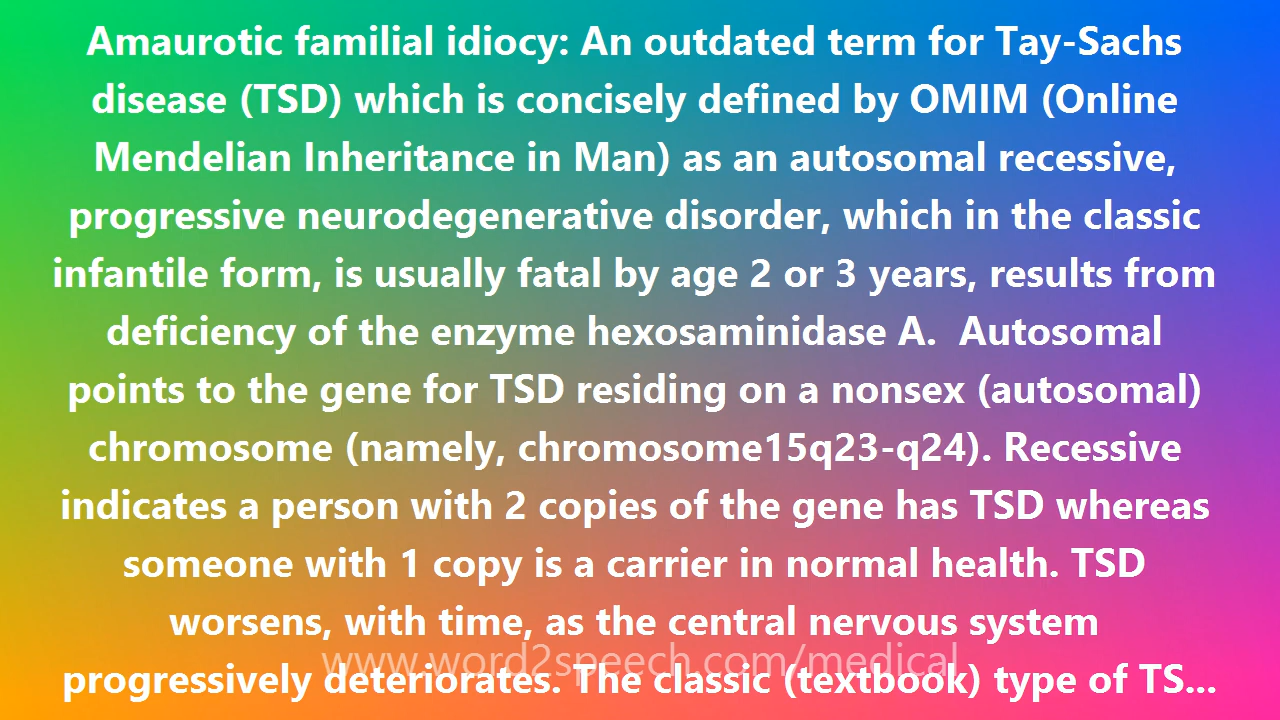 Amaurotic familial idiocy: An outdated term for Tay-Sachs
disease (TSD) which is concisely defined by OMIM (Online
Mendelian Inheritance in Man) as an autosomal recessive,
progressive neurodegenerative disorder, which in the classic
infantile form, is usually fatal by age 2 or 3 years, results from
deficiency of the enzyme hexosaminidase A.  Autosomal
points to the gene for TSD residing on a nonsex (autosomal)
chromosome (namely, chromosome15q23-q24). Recessive
indicates a person with 2 copies of the gene has TSD whereas
someone with 1 copy is a carrier in normal health. TSD
worsens, with time, as the central nervous system
www.word2speech.com/medical
progressively deteriorates. The classic (textbook) type of TS...